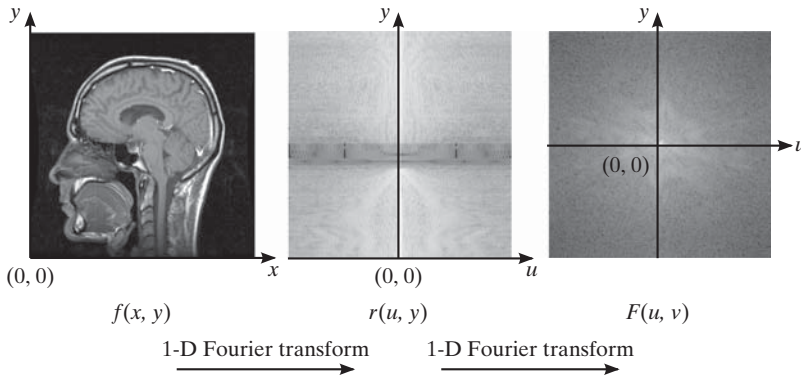 y y y
u
(0, 0)
(0, 0) x (0, 0) u
f(x, y) r(u, y) F(u, v)
1-D Fourier transform 1-D Fourier transform